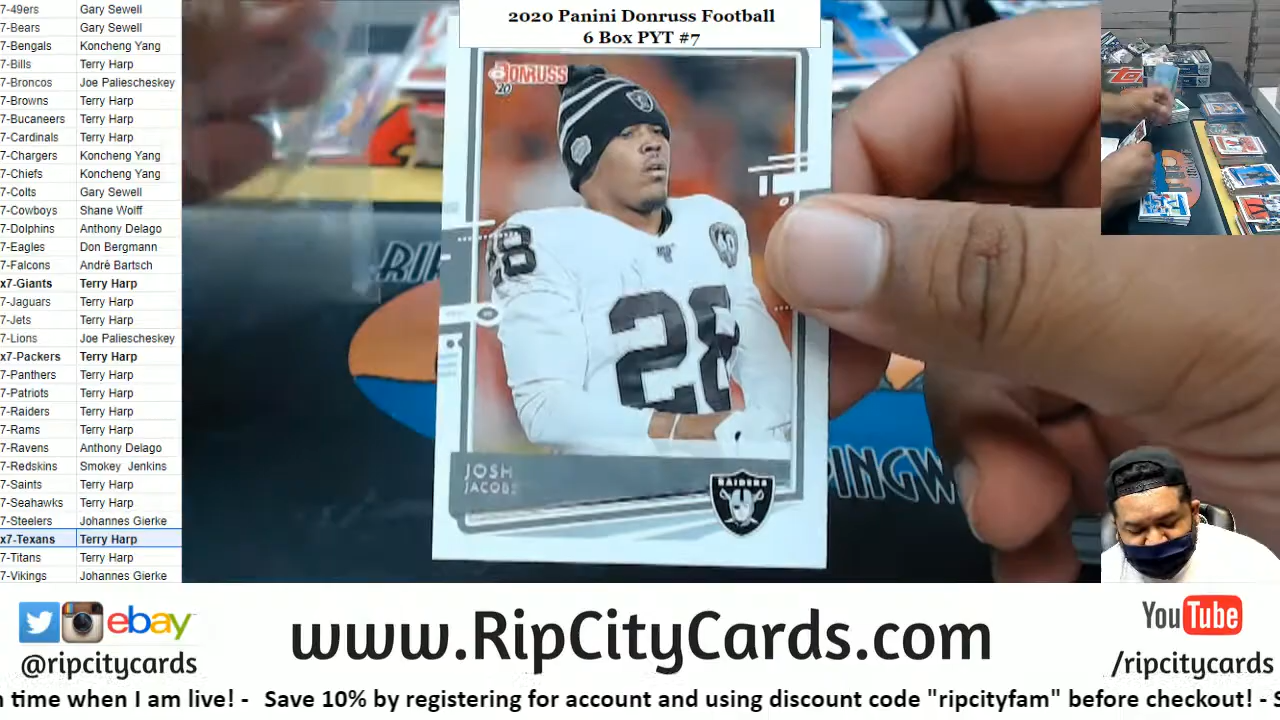 7-49ers Gary Sewell
7-Bears Gary Sewell
7-Bengals Koncheng Yang
7-Bills Terry Harp
7-Broncos Joe Paliescheskey
7-Browns Terry Harp
7-Bucaneers Terry Harp
7-Cardinals Terry Harp
7-Chargers Koncheng Yang
7-Chiefs Koncheng Yang
7-Colts Gary Sewell
7-Cowboys Shane Wolff
7-Dolphins Anthony Delago
7-Eagles Don Bergmann
7-Falcons Andrè Bartsch
x7-Giants Terry Harp
7-Jaguars Terry Harp
7-Jets Terry Harp
7-Lions Joe Paliescheskey
x7-Packers Terry Harp
7-Panthers Terry Harp
7-Patriots Terry Harp
7-Raiders Terry Harp
7-Rams Terry Harp
7-Ravens Anthony Delago
7-Redskins Smokey Jenkins
7-Saints Terry Harp
7-Seahawks Terry Harp
7-Steelers Johannes Gierke
x7-Texans Terry Harp
7-Titans Terry Harp
7-Vikings Johannes Gierke
2020 Panini Donruss Football
6 Box PYT #7
DONRUSS
20
28
28
JOSH
JACOBS
RAIDERS
RI
PINGW
ebay
@ripcitycards
www.RipCityCards.com
YouTube
/ripcitycards
n time when I am live! - Save 10% by registering for account and using discount code "ripcityfam" before checkout! - S